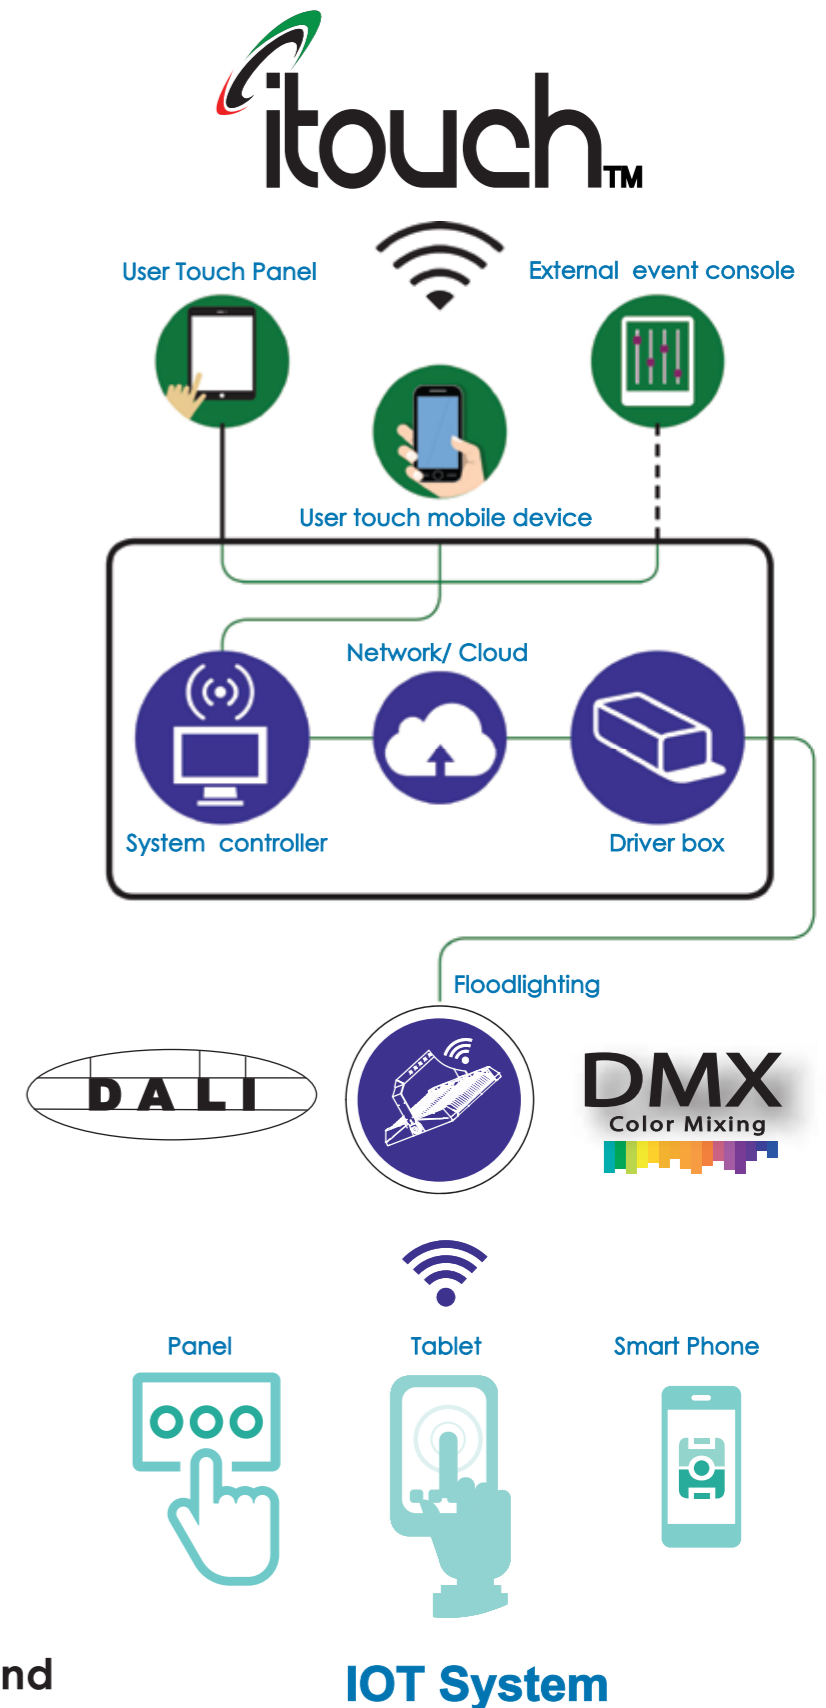 itouch™
User Touch Panel
External event console
User touch mobile device
Network/ Cloud
System controller
Driver box
Floodlighting
DALI
DMX
Color Mixing
Panel
Tablet
Smart Phone
nd
IOT System